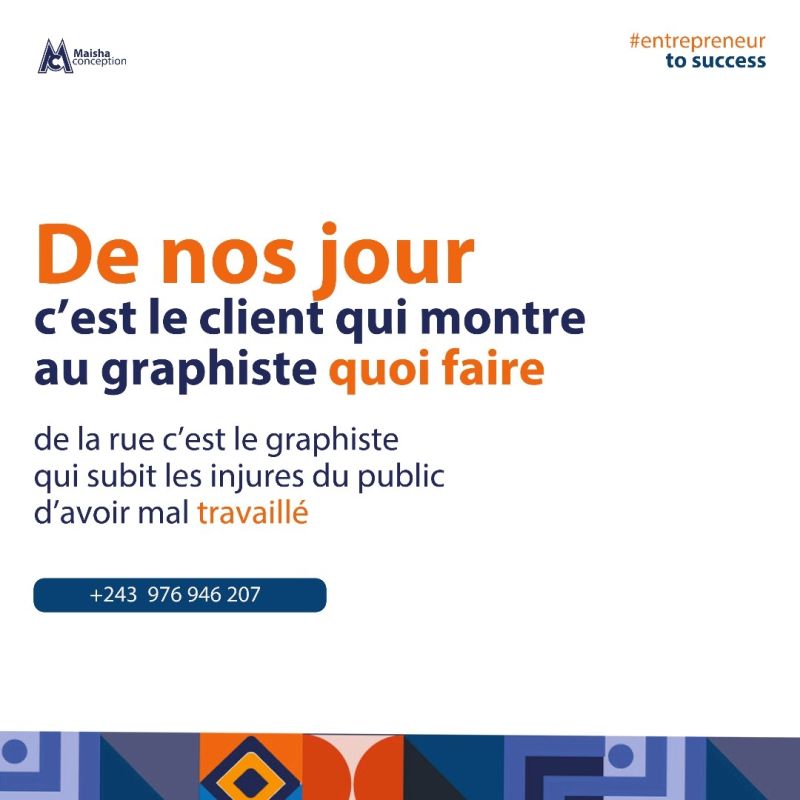 Maisha
conception
#entrepreneur
to success
De nos jour
c’est le client qui montre
au graphiste quoi faire
de la rue c’est le graphiste
qui subit les injures du public
d’avoir mal travaillé
+243 976 946 207